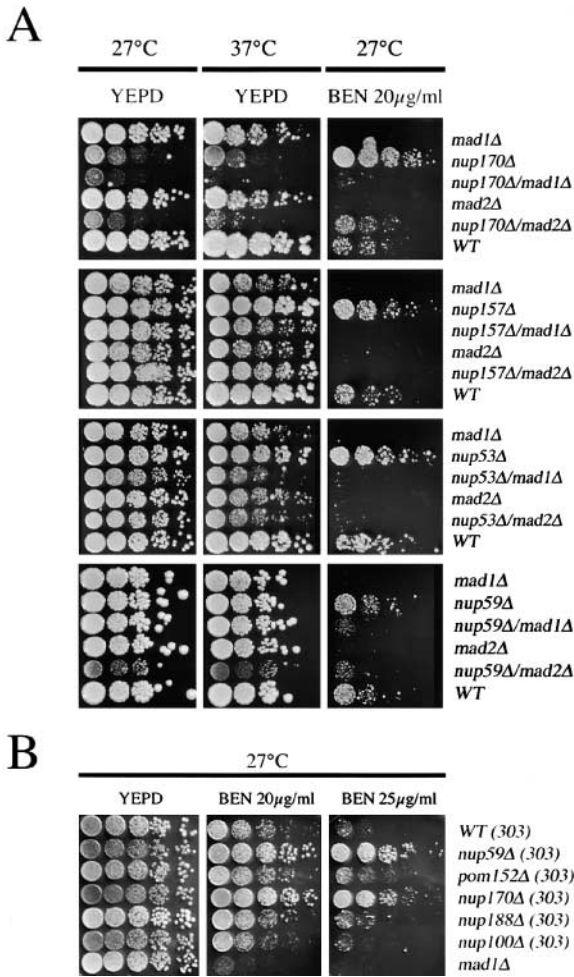 A
27°C 37°C 27°C
YEPD YEPD BEN 20µg/ml
mad1Δ
nup170Δ
nup170Δ/mad1Δ
mad2Δ
nup170Δ/mad2Δ
WT
mad1Δ
nup157Δ
nup157Δ/mad1Δ
mad2Δ
nup157Δ/mad2Δ
WT
mad1Δ
nup53Δ
nup53Δ/mad1Δ
mad2Δ
nup53Δ/mad2Δ
WT
mad1Δ
nup59Δ
nup59Δ/mad1Δ
mad2Δ
nup59Δ/mad2Δ
WT
B
27°C
YEPD BEN 20µg/ml BEN 25µg/ml
WT (303)
nup59Δ (303)
pom152Δ (303)
nup170Δ (303)
nup188Δ (303)
nup100Δ (303)
mad1Δ